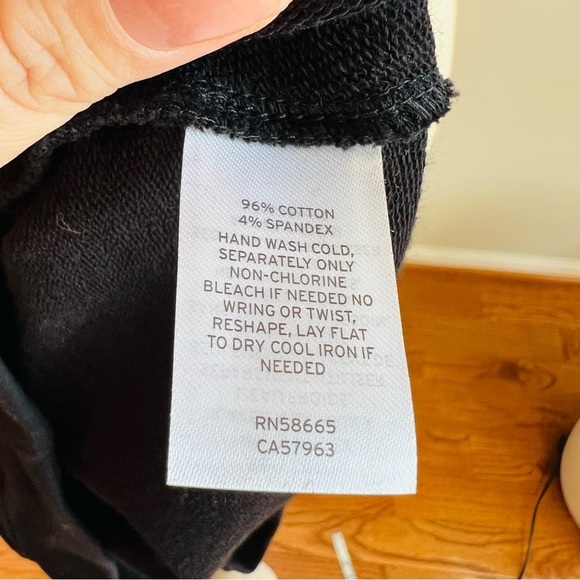 96% COTTON
4% SPANDEX
HAND WASH COLD,
SEPARATELY ONLY
NON-CHLORINE
BLEACH IF NEEDED NO
WRING OR TWIST,
RESHAPE, LAY FLAT
TO DRY COOL IRON IF
NEEDED
RN58665
CA57963